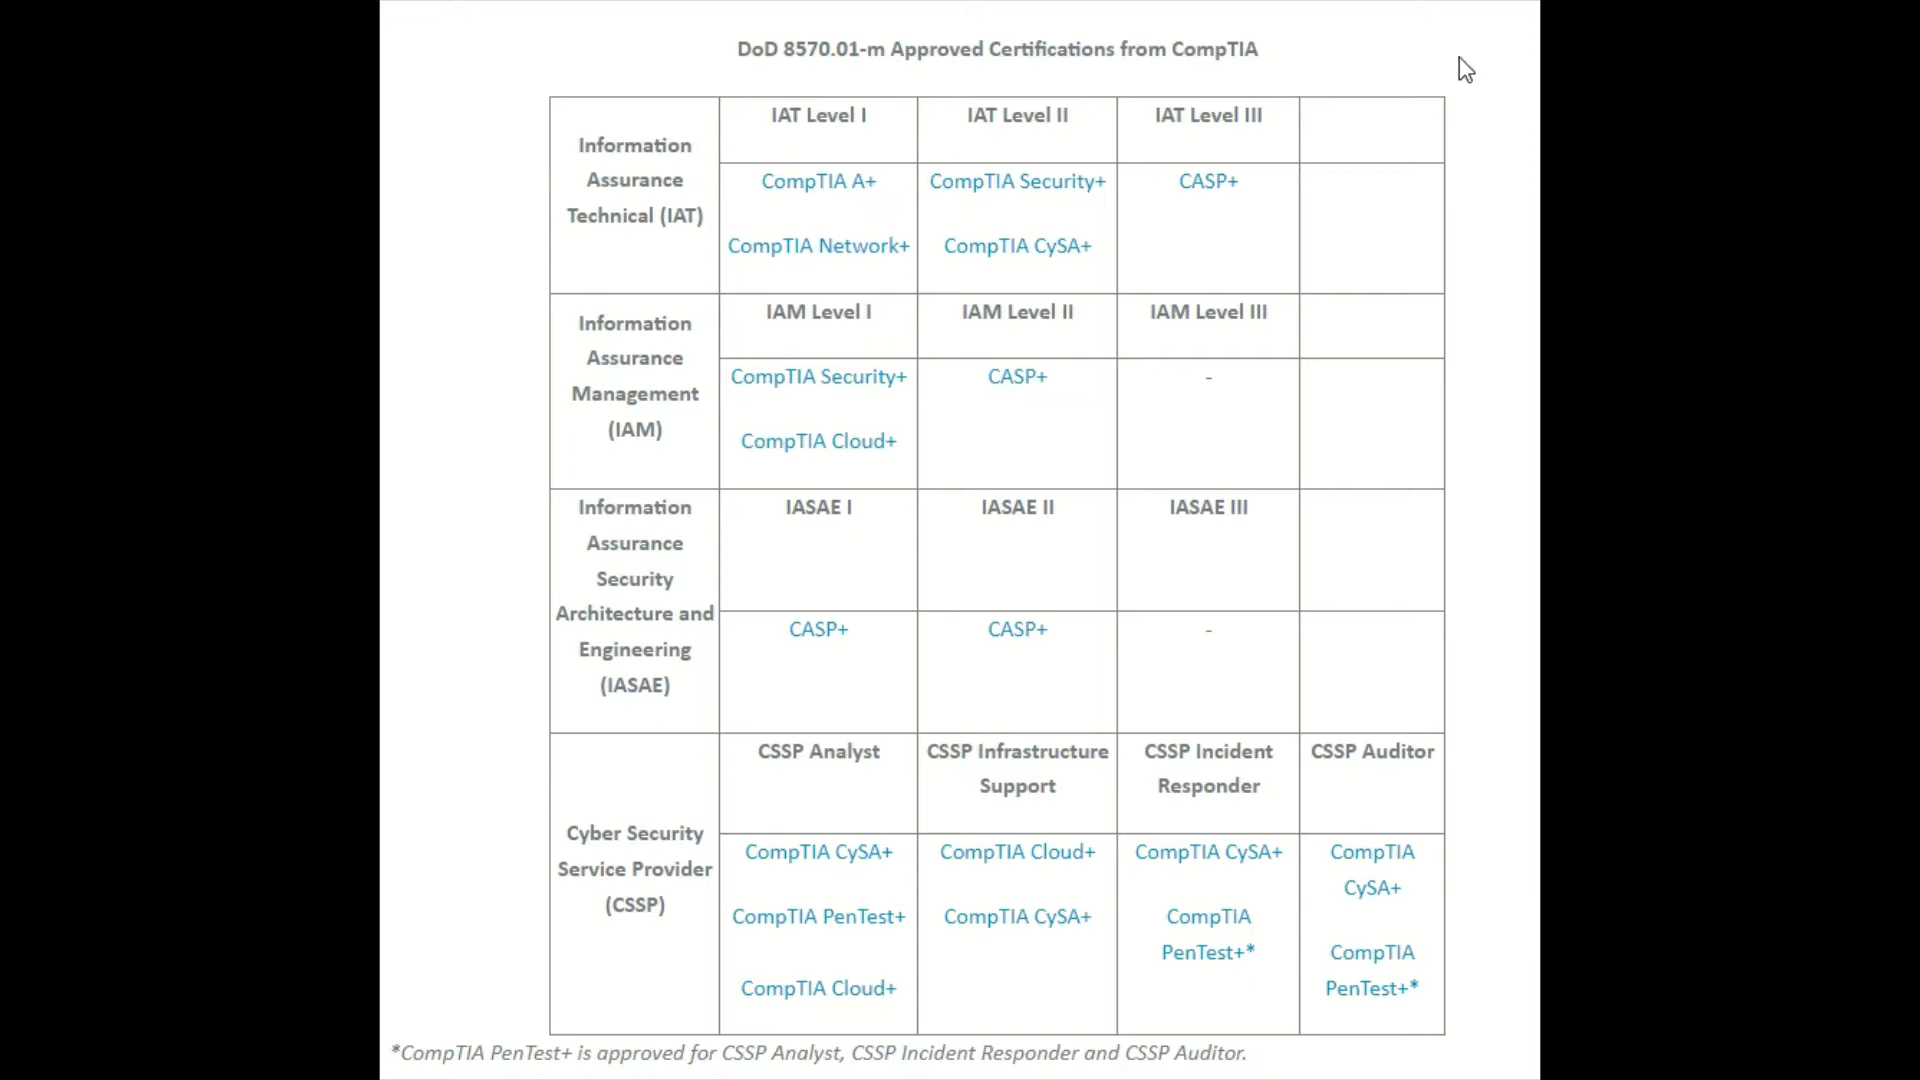 DoD 8570.01-m Approved Certifications from CompTIA
Information
Assurance
Technical (IAT)
IAT Level I
IAT Level II
IAT Level III
CompTIA A+
CompTIA Network+
CompTIA Security+
CompTIA CySA+
CASP+
Information
Assurance
Management
(IAM)
IAM Level I
IAM Level II
IAM Level III
CompTIA Security+
CompTIA Cloud+
CASP+
-
Information
Assurance
Security
Architecture and
Engineering
(IASAE)
IASAE I
IASAE II
IASAE III
CASP+
CASP+
-
Cyber Security
Service Provider
(CSSP)
CSSP Analyst
CSSP Infrastructure
Support
CSSP Incident
Responder
CSSP Auditor
CompTIA CySA+
CompTIA PenTest+
CompTIA Cloud+
CompTIA Cloud+
CompTIA CySA+
CompTIA CySA+
CompTIA
PenTest+*
CompTIA
CySA+
CompTIA
PenTest+*
*CompTIA PenTest+ is approved for CSSP Analyst, CSSP Incident Responder and CSSP Auditor.